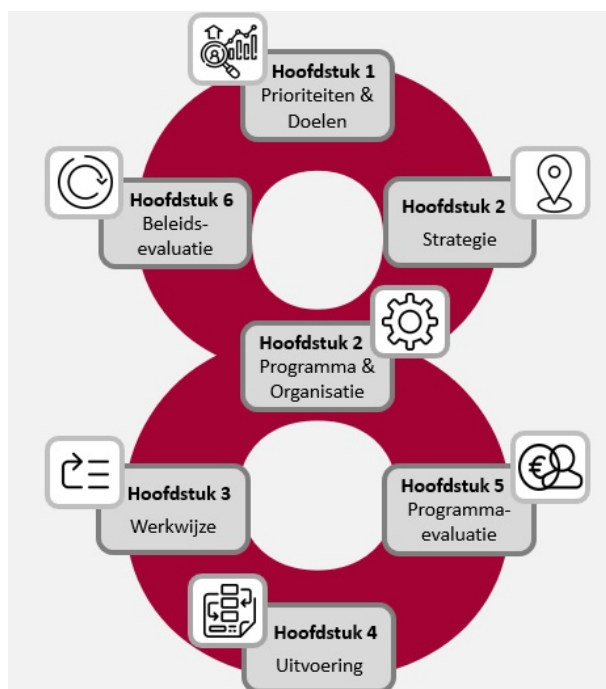 Hoofdstuk 1
Prioriteiten &
Doelen
Hoofdstuk 6
Beleids-
evaluatie
Hoofdstuk 2
Strategie
Hoofdstuk 2
Programma &
Organisatie
Hoofdstuk 3
Werkwijze
Hoofdstuk 5
Programma-
evaluatie
Hoofdstuk 4
Uitvoering